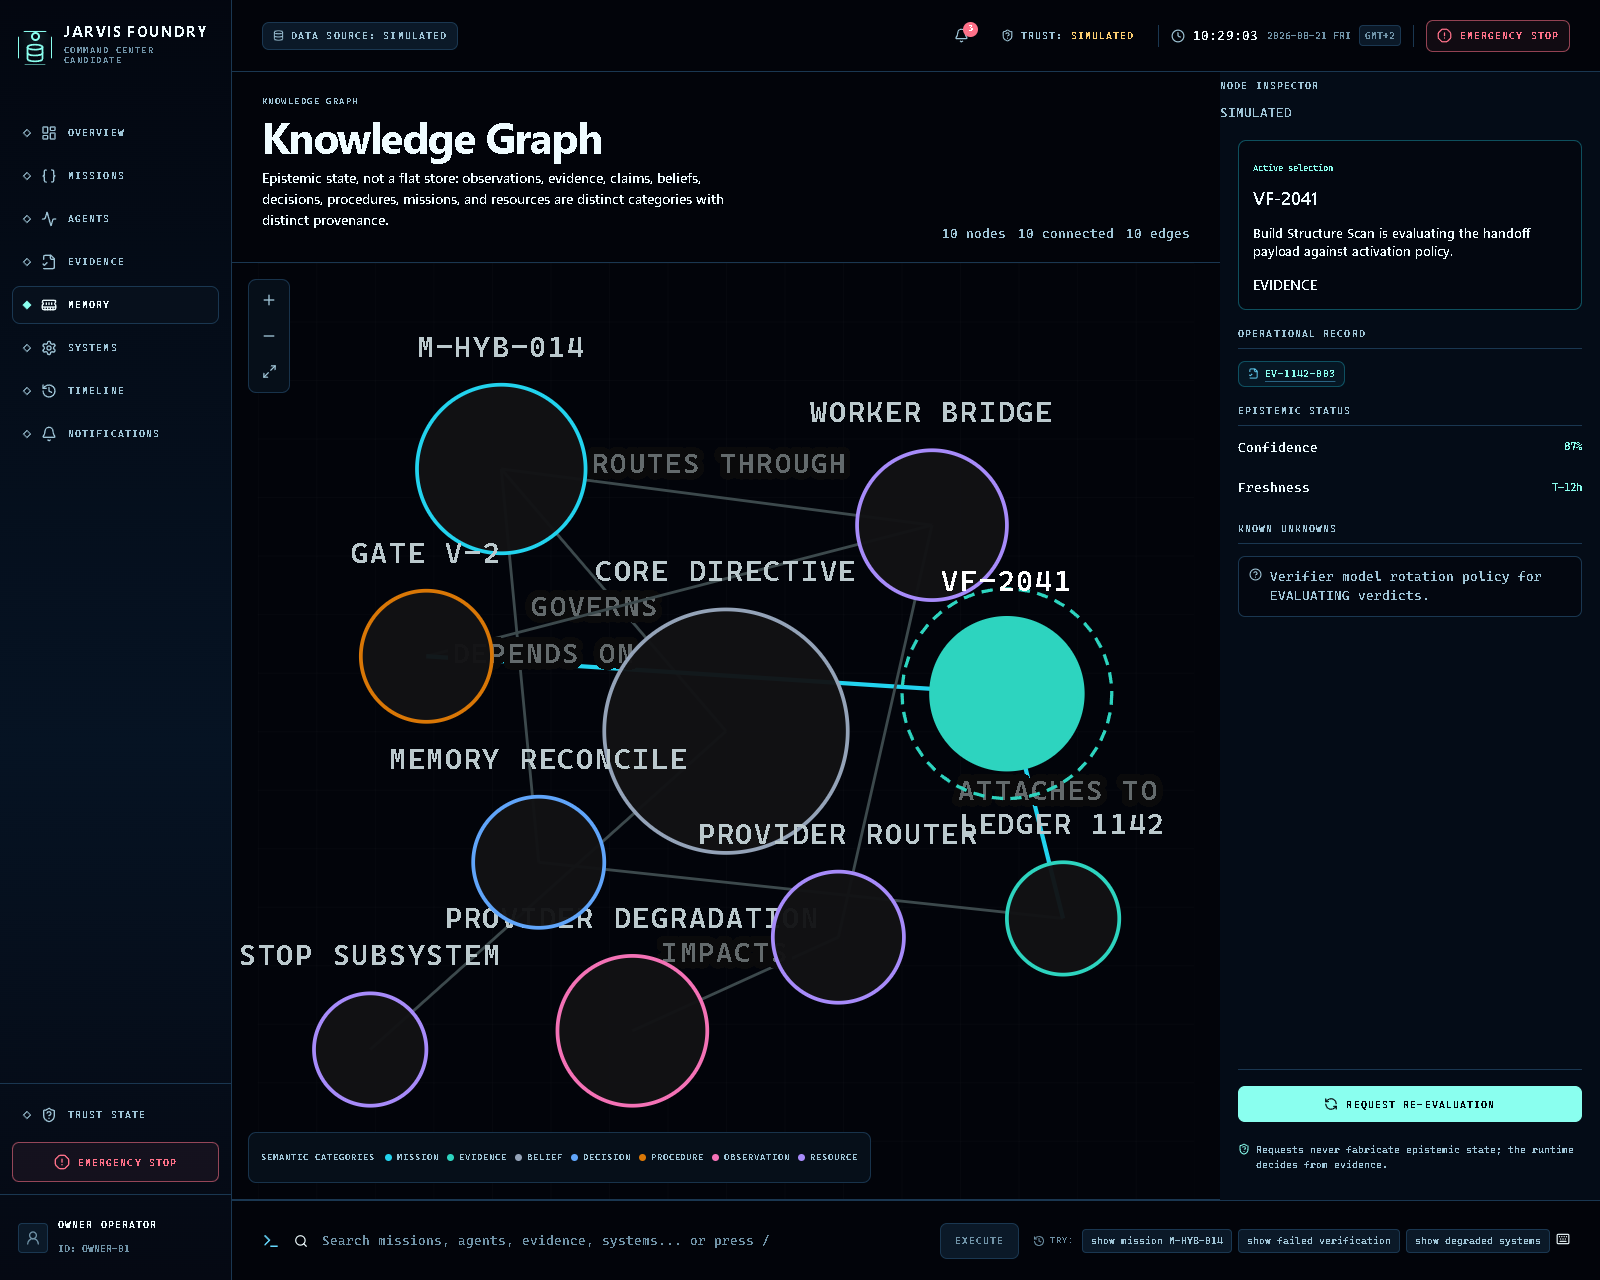 JARVIS FOUNDRY
COMMAND CENTER
CANDIDATE
DATA SOURCE: SIMULATED
3
TRUST: SIMULATED
10:29:03 2026-08-21 FRI GMT+2
EMERGENCY STOP
OVERVIEW
MISSIONS
AGENTS
EVIDENCE
MEMORY
SYSTEMS
TIMELINE
NOTIFICATIONS
TRUST STATE
EMERGENCY STOP
OWNER OPERATOR
ID: OWNER-01
KNOWLEDGE GRAPH
Knowledge Graph
Epistemic state, not a flat store: observations, evidence, claims, beliefs,
decisions, procedures, missions, and resources are distinct categories with
distinct provenance.
10 nodes 10 connected 10 edges
M-HYB-014
WORKER BRIDGE
ROUTES THROUGH
GATE V-2
CORE DIRECTIVE
VF-2041
GOVERNS
DEPENDS ON
MEMORY RECONCILE
ATTACHES TO
LEDGER 1142
PROVIDER ROUTER
PROVIDER DEGRADATION
IMPACTS
STOP SUBSYSTEM
SEMANTIC CATEGORIES MISSION EVIDENCE BELIEF DECISION PROCEDURE OBSERVATION RESOURCE
NODE INSPECTOR
SIMULATED
Active selection
VF-2041
Build Structure Scan is evaluating the handoff
payload against activation policy.
EVIDENCE
OPERATIONAL RECORD
EV-1142-003
EPISTEMIC STATUS
Confidence 87%
Freshness T-12h
KNOWN UNKNOWNS
Verifier model rotation policy for
EVALUATING verdicts.
REQUEST RE-EVALUATION
Requests never fabricate epistemic state; the runtime
decides from evidence.
Search missions, agents, evidence, systems... or press /
EXECUTE
TRY: show mission M-HYB-014 show failed verification show degraded systems